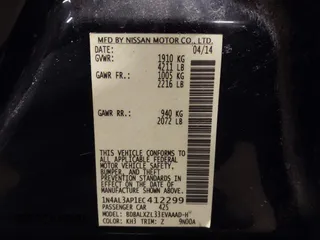 MFD BY NISSAN MOTOR CO., LTD.
DATE: 04/14
GVWR: 1910 KG
4211 LB
GAWR FR.: 1005 KG
2216 LB
GAWR RR.: 940 KG
2072 LB
THIS VEHICLE CONFORMS TO
ALL APPLICABLE FEDERAL
MOTOR VEHICLE SAFETY,
BUMPER, AND THEFT
PREVENTION STANDARDS IN
EFFECT ON THE DATE OF
MANUFACTURE SHOWN ABOVE.
1N4AL3AP1EC412299
PASSENGER CAR 425
MODEL: BDBALXZL33EVAAAD-H
COLOR: KH3 TRIM: Z 9N00A